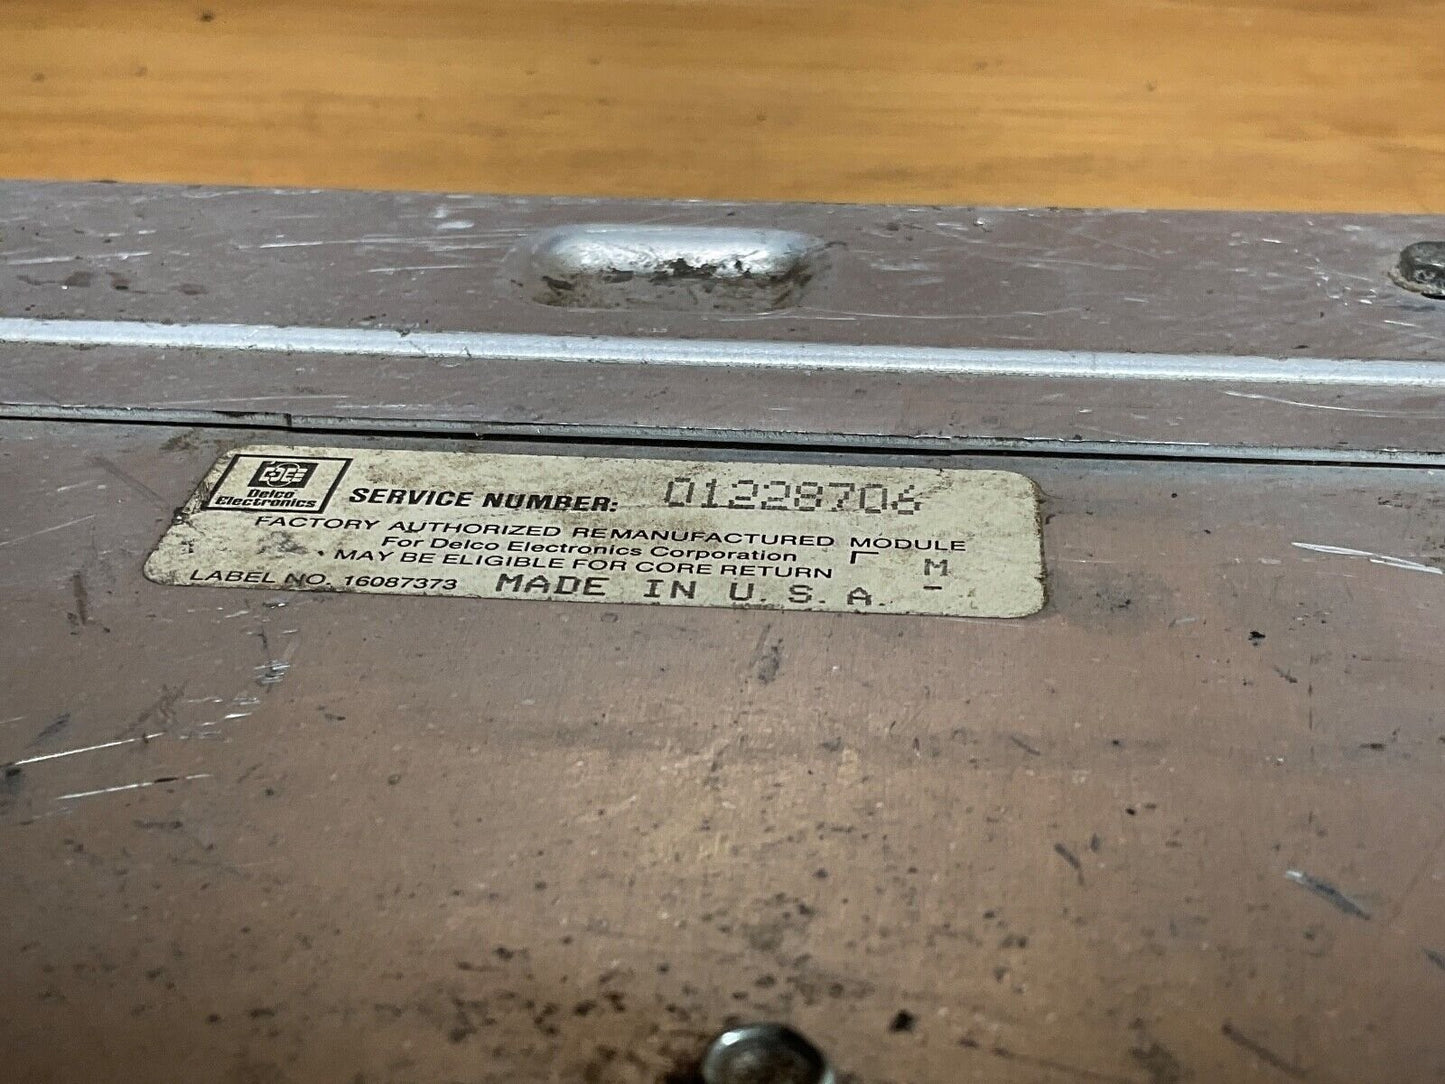 Delco
Electronics
SERVICE NUMBER: 01228706
FACTORY AUTHORIZED REMANUFACTURED MODULE
For Delco Electronics Corporation
MAY BE ELIGIBLE FOR CORE RETURN
M
LABEL NO. 16087373 MADE IN U.S.A.